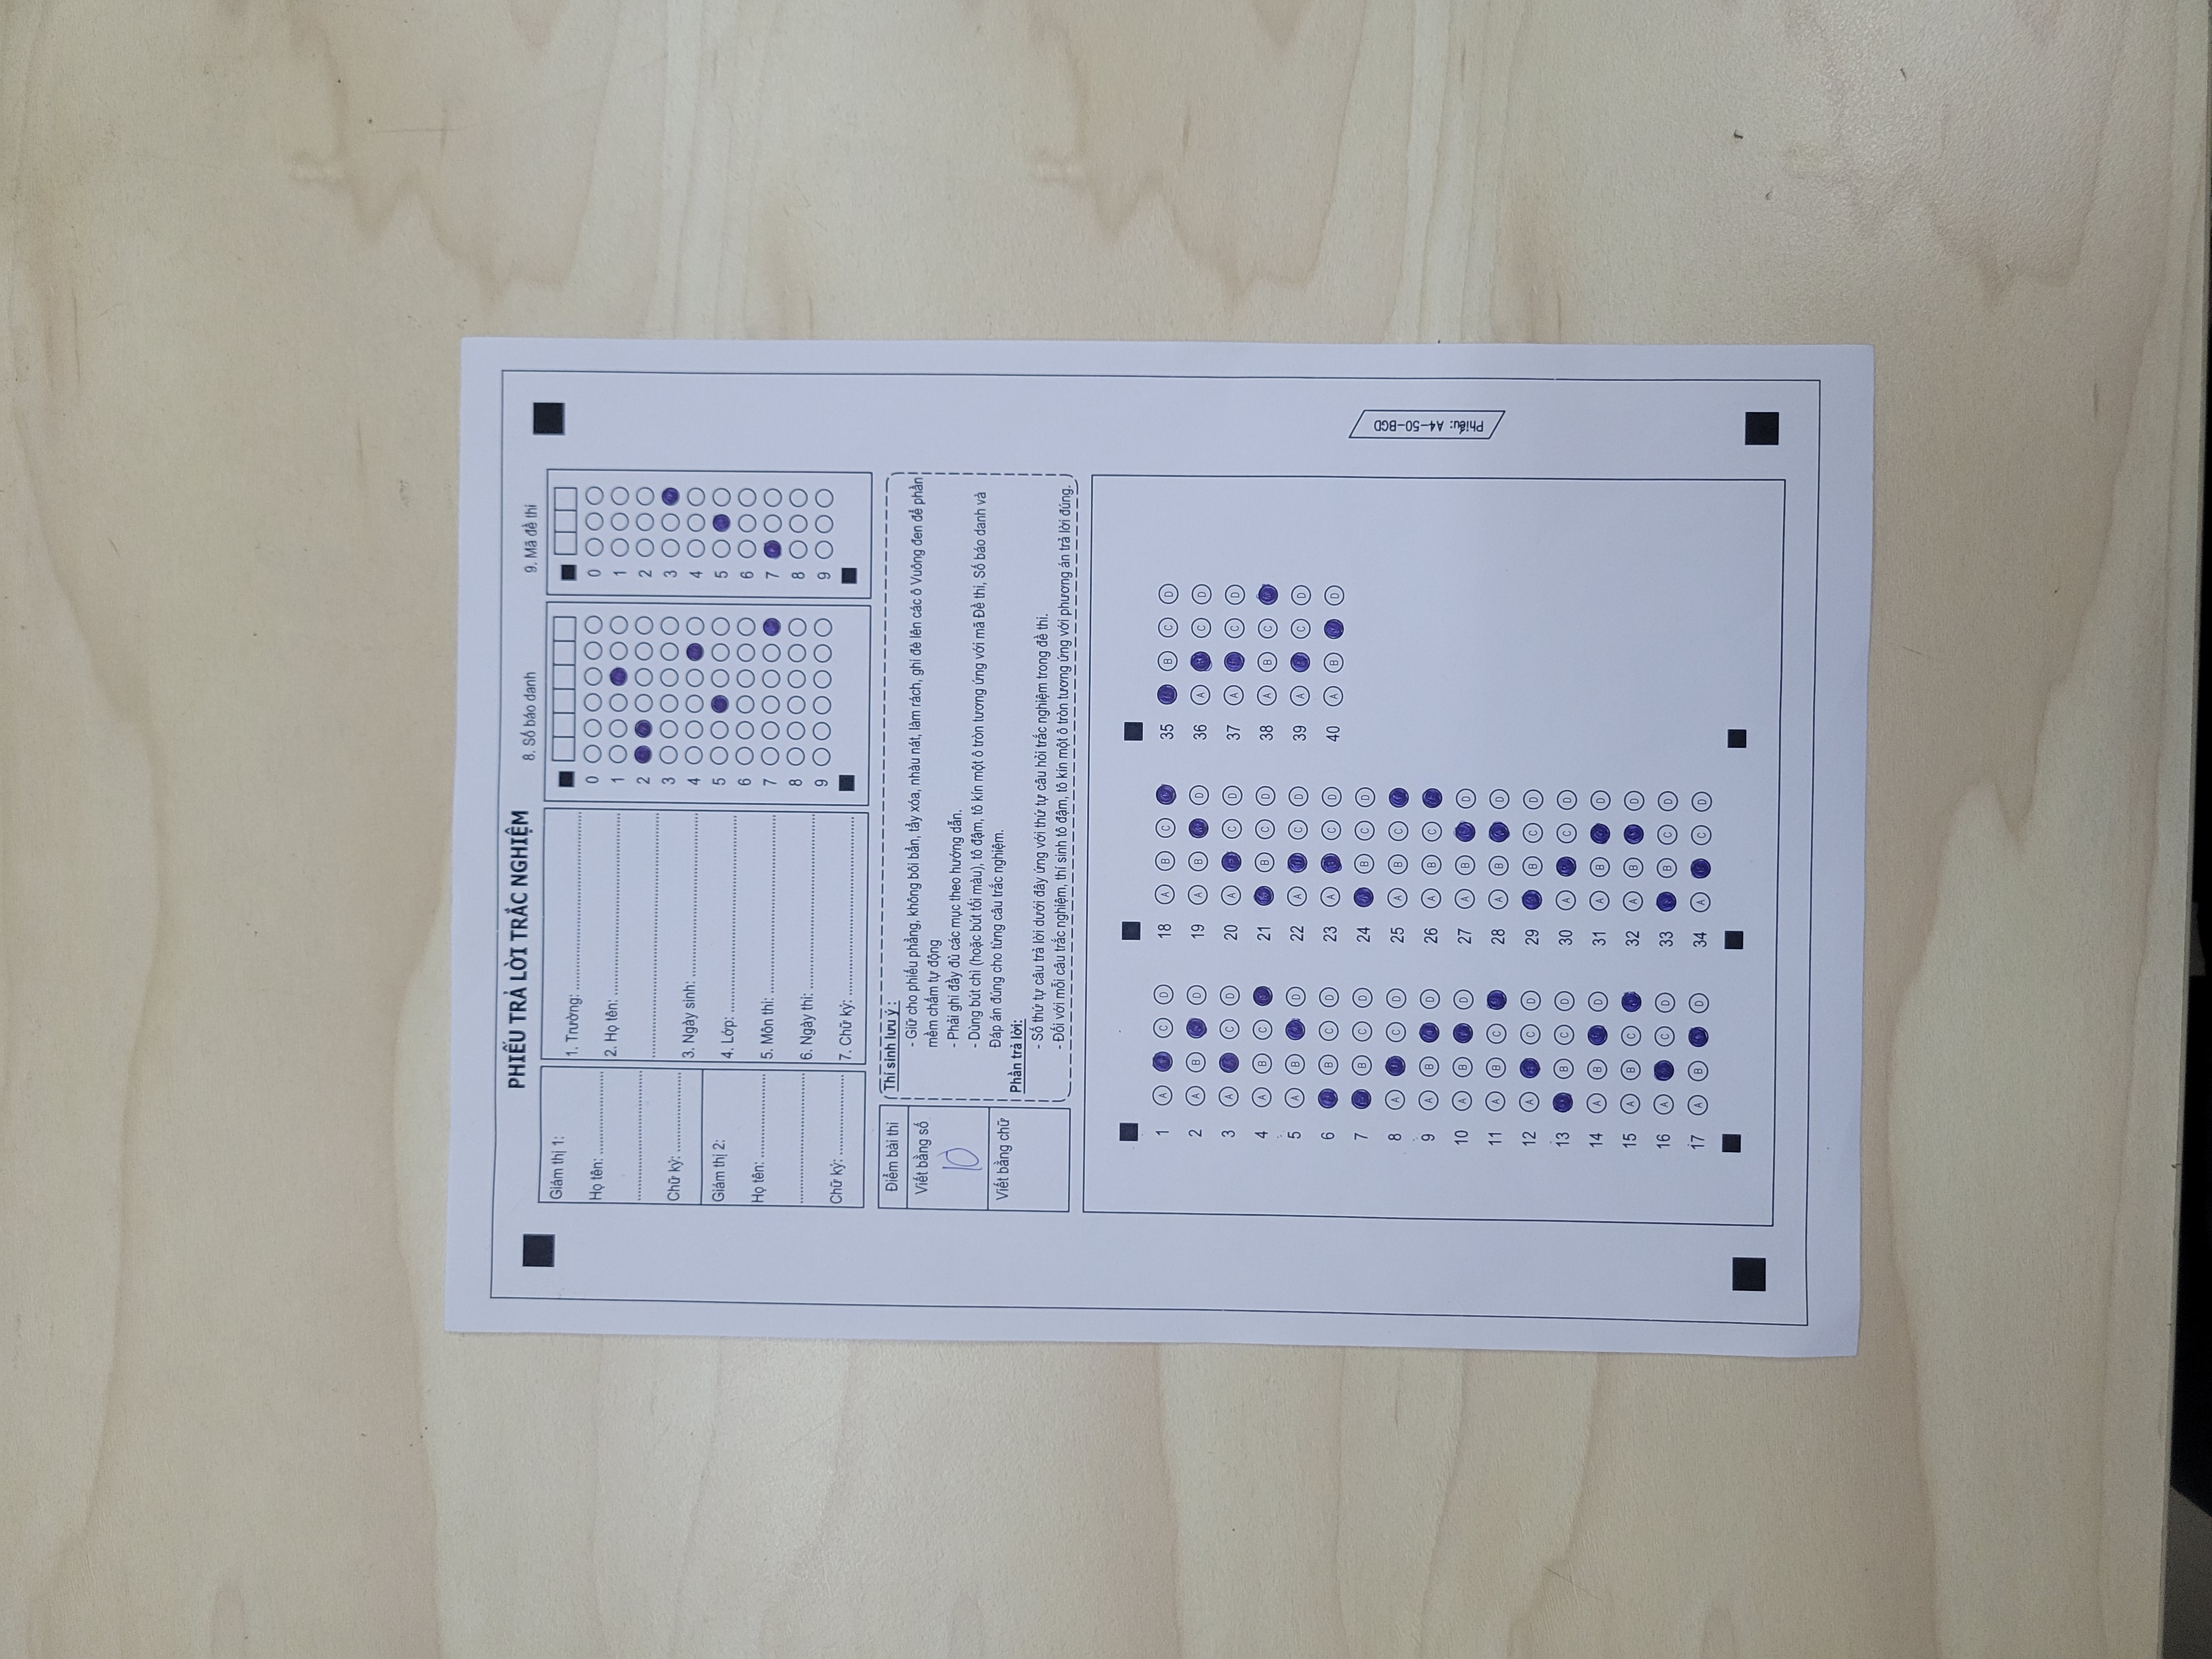 PHIẾU TRẢ LỜI TRẮC NGHIỆM
Giám thị 1:
Họ tên: ....................
....................
Chữ ký: ....................
Giám thị 2:
Họ tên: ....................
....................
Chữ ký: ....................
1. Trường: ....................
2. Họ tên: ....................
....................
3. Ngày sinh: ....................
4. Lớp: ....................
5. Môn thi: ....................
6. Ngày thi: ....................
7. Chữ ký: ....................
8. Số báo danh
0
1
2
3
4
5
6
7
8
9
9. Mã đề thi
0
1
2
3
4
5
6
7
8
9
Điểm bài thi
Viết bằng số
10
Viết bằng chữ
Thí sinh lưu ý :
- Giữ cho phiếu phẳng, không bôi bẩn, tẩy xóa, nhàu nát, làm rách, ghi đè lên các ô Vuông đen để phần
mềm chấm tự động
- Phải ghi đầy đủ các mục theo hướng dẫn.
- Dùng bút chì (hoặc bút tối màu), tô đậm, tô kín một ô tròn tương ứng với mã Đề thi, Số báo danh và
Đáp án đúng cho từng câu trắc nghiệm.
Phần trả lời:
- Số thứ tự câu trả lời dưới đây ứng với thứ tự câu hỏi trắc nghiệm trong đề thi.
- Đối với mỗi câu trắc nghiệm, thí sinh tô đậm, tô kín một ô tròn tương ứng với phương án trả lời đúng.
1 A C D
2 A B D
3 A C D
4 A B C
5 A B D
6 B C D
7 B C D
8 A C D
9 A B D
10 A B D
11 A B C
12 A C D
13 B C D
14 A B D
15 A B C
16 A C D
17 A B D
18 A B C
19 A B D
20 A C D
21 B C D
22 A C D
23 A C D
24 B C D
25 A B C
26 A B C
27 A B D
28 A B D
29 B C D
30 A C D
31 A B D
32 A B D
33 B C D
34 A C D
35 B C D
36 A C D
37 A C D
38 A B C
39 A C D
40 A B D
Phiếu: A4-50-BGD